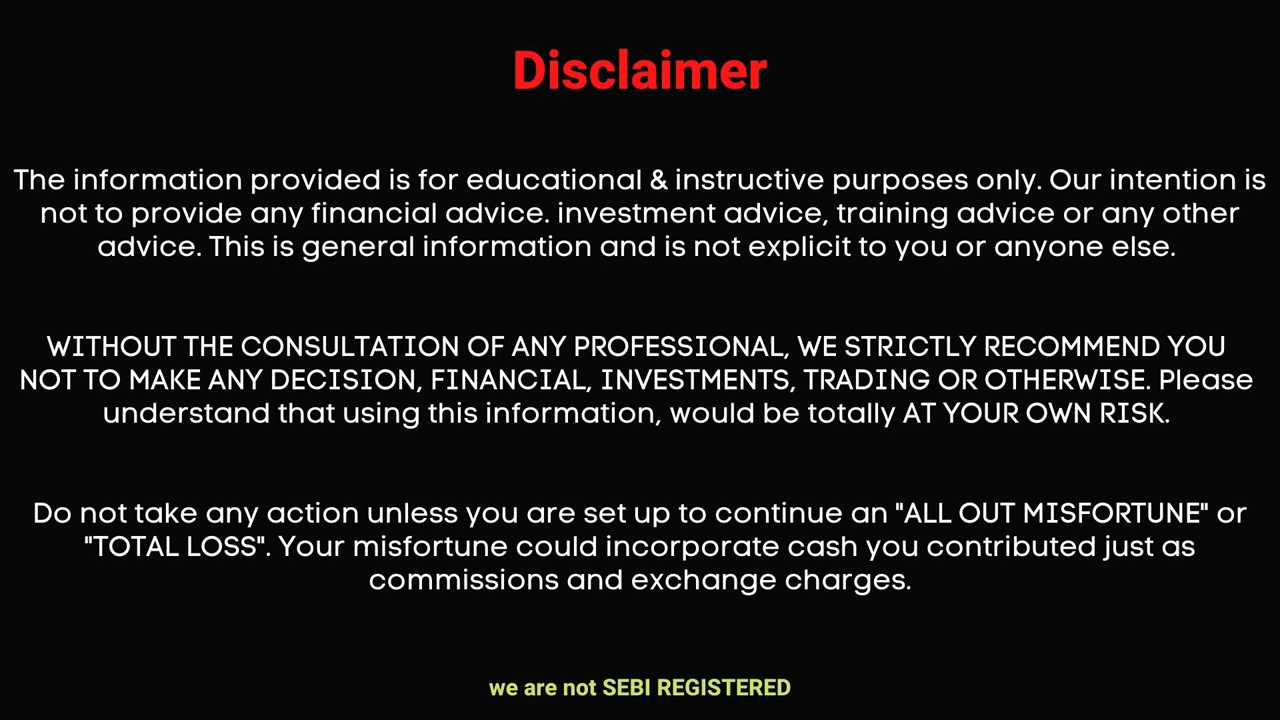 Disclaimer
The information provided is for educational & instructive purposes only. Our intention is
not to provide any financial advice. investment advice, training advice or any other
advice. This is general information and is not explicit to you or anyone else.
WITHOUT THE CONSULTATION OF ANY PROFESSIONAL, WE STRICTLY RECOMMEND YOU
NOT TO MAKE ANY DECISION, FINANCIAL, INVESTMENTS, TRADING OR OTHERWISE. Please
understand that using this information, would be totally AT YOUR OWN RISK.
Do not take any action unless you are set up to continue an "ALL OUT MISFORTUNE" or
"TOTAL LOSS". Your misfortune could incorporate cash you contributed just as
commissions and exchange charges.
we are not SEBI REGISTERED